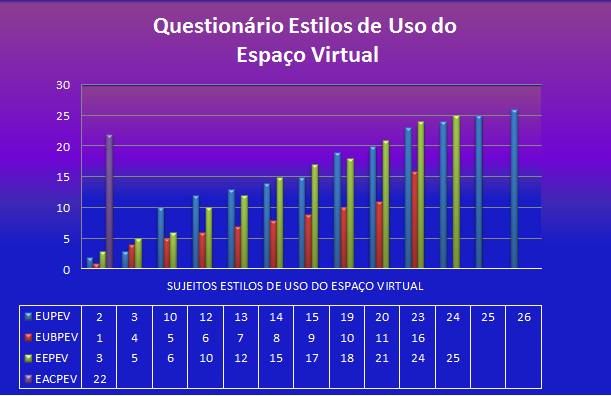 Questionário Estilos de Uso do
Espaço Virtual
30
25
20
15
10
5
0
SUJEITOS ESTILOS DE USO DO ESPAÇO VIRTUAL
EUPEV 2 3 10 12 13 14 15 19 20 23 24 25 26
EUBPEV 1 4 5 6 7 8 9 10 11 16
EEPEV 3 5 6 10 12 15 17 18 21 24 25
EACPEV 22